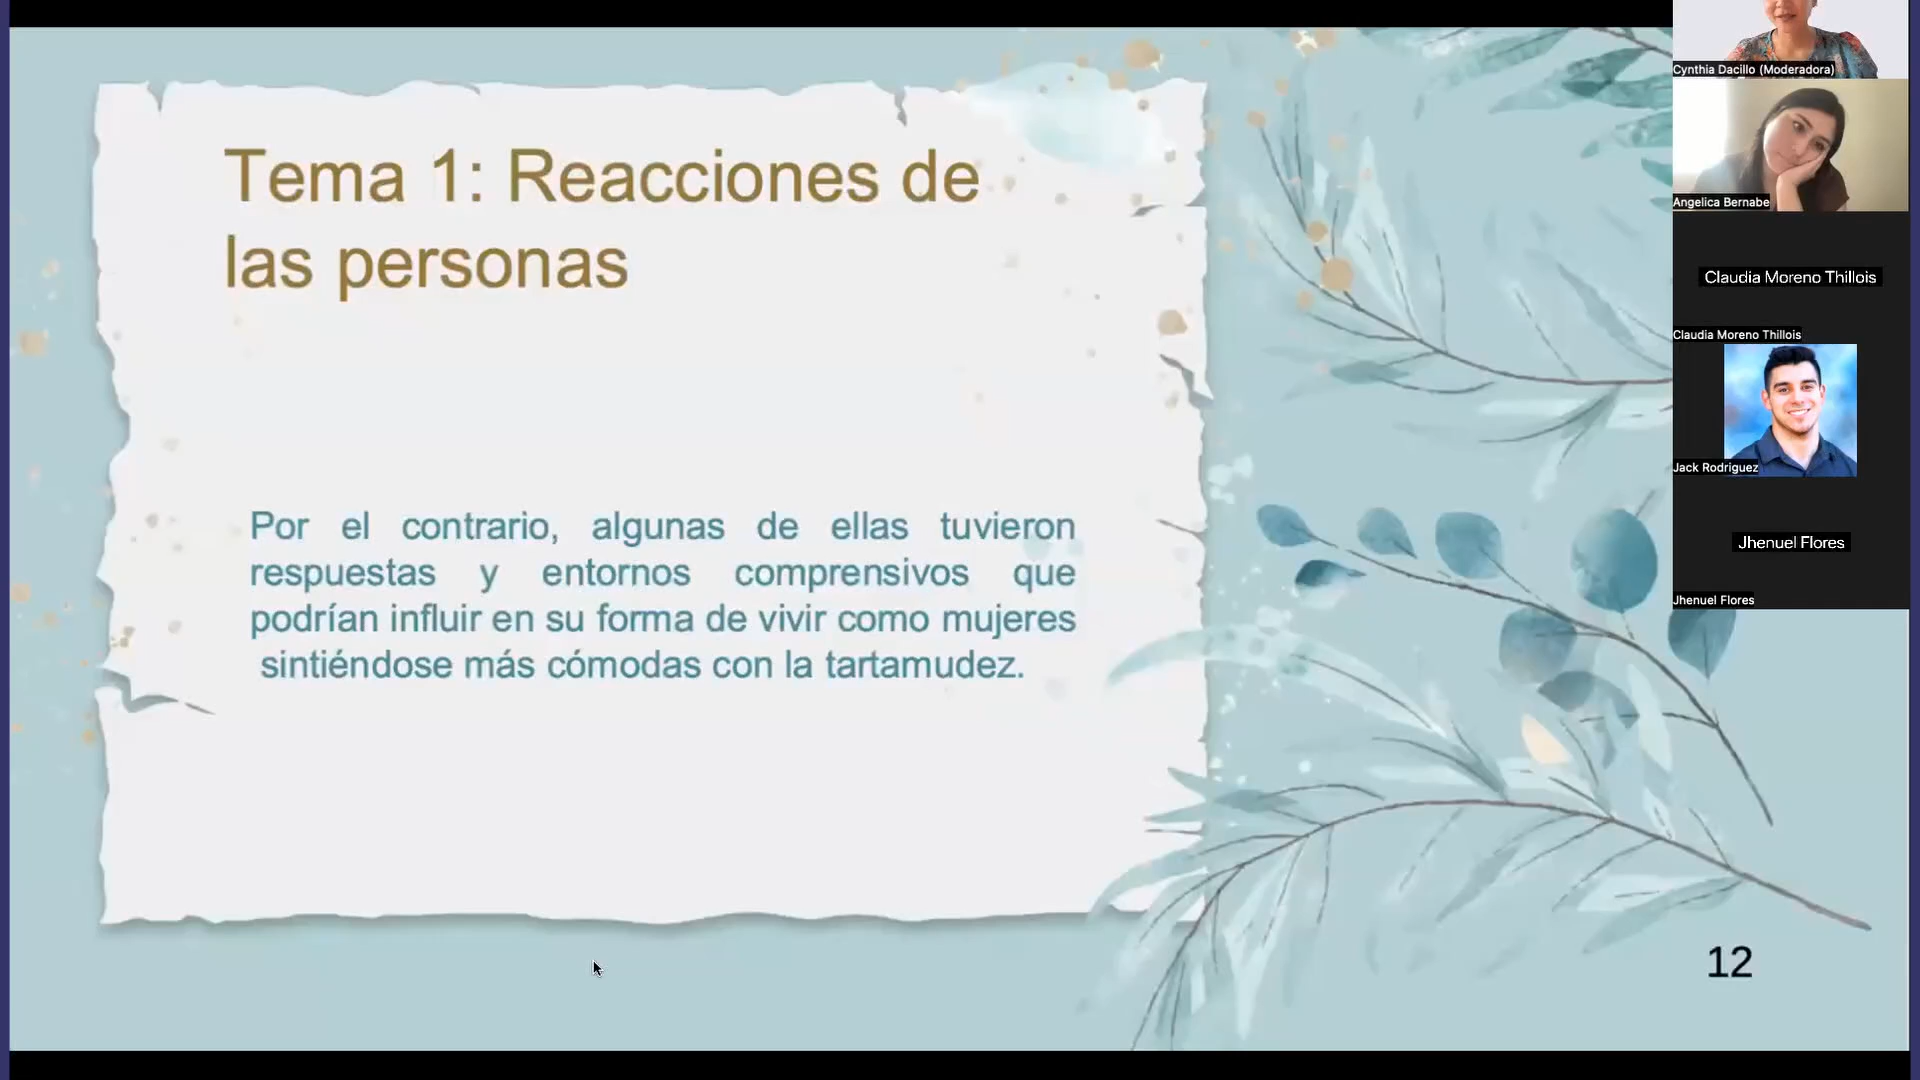 Tema 1: Reacciones de
las personas
Por el contrario, algunas de ellas tuvieron
respuestas y entornos comprensivos que
podrían influir en su forma de vivir como mujeres
sintiéndose más cómodas con la tartamudez.
12
Cynthia Dacillo (Moderadora)
Angelica Bernabe
Claudia Moreno Thillois
Claudia Moreno Thillois
Jack Rodriguez
Jhenuel Flores
Jhenuel Flores